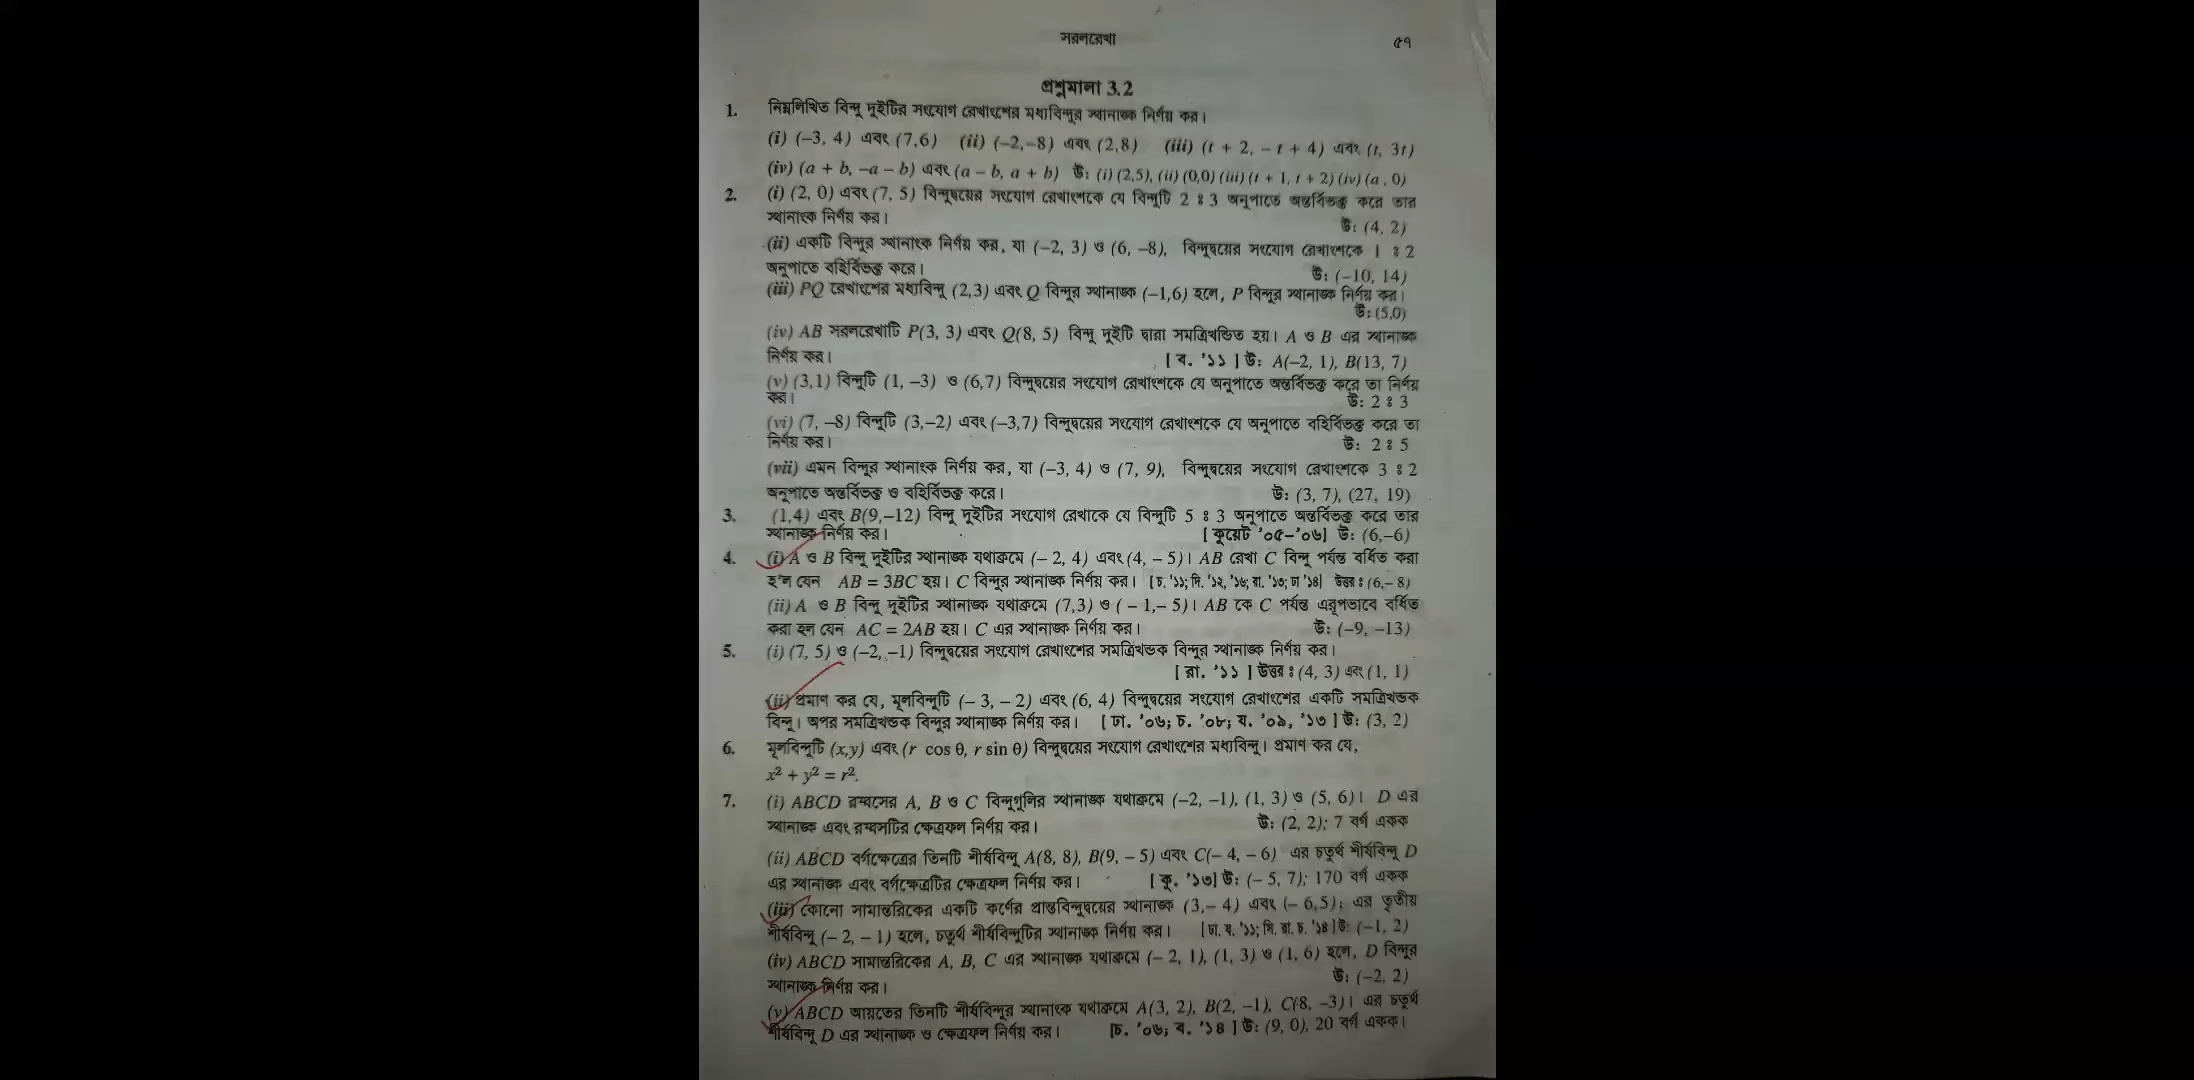 সরলরেখা ৫৭
প্রশ্নমালা 3.2
1. নিম্নলিখিত বিন্দু দুইটির সংযোগ রেখাংশের মধ্যবিন্দুর স্থানাঙ্ক নির্ণয় কর।
(i) (−3, 4) এবং (7,6) (ii) (−2,−8) এবং (2,8) (iii) (t + 2, − t + 4) এবং (t, 3t)
(iv) (a + b, −a − b) এবং (a − b, a + b) উ: (i) (2,5), (ii) (0,0) (iii) (t + 1, t + 2) (iv) (a , 0)
2. (i) (2, 0) এবং (7, 5) বিন্দুদ্বয়ের সংযোগ রেখাংশকে যে বিন্দুটি 2 ঃ 3 অনুপাতে অন্তর্বিভক্ত করে তার
স্থানাংক নির্ণয় কর। উ: (4, 2)
(ii) একটি বিন্দুর স্থানাংক নির্ণয় কর, যা (−2, 3) ও (6, −8), বিন্দুদ্বয়ের সংযোগ রেখাংশকে 1 ঃ 2
অনুপাতে বহির্বিভক্ত করে। উ: (−10, 14)
(iii) PQ রেখাংশের মধ্যবিন্দু (2,3) এবং Q বিন্দুর স্থানাঙ্ক (−1,6) হলে, P বিন্দুর স্থানাঙ্ক নির্ণয় কর।
উ: (5,0)
(iv) AB সরলরেখাটি P(3, 3) এবং Q(8, 5) বিন্দু দুইটি দ্বারা সমত্রিখন্ডিত হয়। A ও B এর স্থানাঙ্ক
নির্ণয় কর। [ ব. '১১ ] উ: A(−2, 1), B(13, 7)
(v) (3,1) বিন্দুটি (1, −3) ও (6,7) বিন্দুদ্বয়ের সংযোগ রেখাংশকে যে অনুপাতে অন্তর্বিভক্ত করে তা নির্ণয়
কর। উ: 2 ঃ 3
(vi) (7, −8) বিন্দুটি (3,−2) এবং (−3,7) বিন্দুদ্বয়ের সংযোগ রেখাংশকে যে অনুপাতে বহির্বিভক্ত করে তা
নির্ণয় কর। উ: 2 ঃ 5
(vii) এমন বিন্দুর স্থানাংক নির্ণয় কর, যা (−3, 4) ও (7, 9), বিন্দুদ্বয়ের সংযোগ রেখাংশকে 3 ঃ 2
অনুপাতে অন্তর্বিভক্ত ও বহির্বিভক্ত করে। উ: (3, 7), (27, 19)
3. (1,4) এবং B(9,−12) বিন্দু দুইটির সংযোগ রেখাকে যে বিন্দুটি 5 ঃ 3 অনুপাতে অন্তর্বিভক্ত করে তার
স্থানাঙ্ক নির্ণয় কর। [ কুয়েট '০৫−'০৬ ] উ: (6,−6)
4. (i) A ও B বিন্দু দুইটির স্থানাঙ্ক যথাক্রমে (− 2, 4) এবং (4, − 5)। AB রেখা C বিন্দু পর্যন্ত বর্ধিত করা
হ'ল যেন AB = 3BC হয়। C বিন্দুর স্থানাঙ্ক নির্ণয় কর। [ চ. '১১; সি. '১২, '১৬; রা. '১৩; ঢা '১৪] উত্তর ঃ (6,− 8)
(ii) A ও B বিন্দু দুইটির স্থানাঙ্ক যথাক্রমে (7,3) ও ( − 1,− 5)। AB কে C পর্যন্ত এরূপভাবে বর্ধিত
করা হল যেন AC = 2AB হয়। C এর স্থানাঙ্ক নির্ণয় কর। উ: (−9, −13)
5. (i) (7, 5) ও (−2, −1) বিন্দুদ্বয়ের সংযোগ রেখাংশের সমত্রিখন্ডক বিন্দুর স্থানাঙ্ক নির্ণয় কর।
[ রা. '১১ ] উত্তর ঃ (4, 3) এবং (1, 1)
(ii) প্রমাণ কর যে, মূলবিন্দুটি (− 3, − 2) এবং (6, 4) বিন্দুদ্বয়ের সংযোগ রেখাংশের একটি সমত্রিখন্ডক
বিন্দু। অপর সমত্রিখন্ডক বিন্দুর স্থানাঙ্ক নির্ণয় কর। [ ঢা. '০৬; চ. '০৮; য. '০৯, '১৩ ] উ: (3, 2)
6. মূলবিন্দুটি (x,y) এবং (r cos θ, r sin θ) বিন্দুদ্বয়ের সংযোগ রেখাংশের মধ্যবিন্দু। প্রমাণ কর যে,
x² + y² = r².
7. (i) ABCD রম্বসের A, B ও C বিন্দুগুলির স্থানাঙ্ক যথাক্রমে (−2, −1), (1, 3) ও (5, 6)। D এর
স্থানাঙ্ক এবং রম্বসটির ক্ষেত্রফল নির্ণয় কর। উ: (2, 2); 7 বর্গ একক
(ii) ABCD বর্গক্ষেত্রের তিনটি শীর্ষবিন্দু A(8, 8), B(9, − 5) এবং C(− 4, − 6) এর চতুর্থ শীর্ষবিন্দু D
এর স্থানাঙ্ক এবং বর্গক্ষেত্রটির ক্ষেত্রফল নির্ণয় কর। [ কু. '১৩] উ: (− 5, 7); 170 বর্গ একক
(iii) কোনো সামান্তরিকের একটি কর্ণের প্রান্তবিন্দুদ্বয়ের স্থানাঙ্ক (3,− 4) এবং (− 6,5); এর তৃতীয়
শীর্ষবিন্দু (− 2, − 1) হলে, চতুর্থ শীর্ষবিন্দুটির স্থানাঙ্ক নির্ণয় কর। [ ঢা. য. '১১; সি. রা. চ. '১৪ ] উ: (−1, 2)
(iv) ABCD সামান্তরিকের A, B, C এর স্থানাঙ্ক যথাক্রমে (− 2, 1), (1, 3) ও (1, 6) হলে, D বিন্দুর
স্থানাঙ্ক নির্ণয় কর। উ: (−2, 2)
(v) ABCD আয়তের তিনটি শীর্ষবিন্দুর স্থানাংক যথাক্রমে A(3, 2), B(2, −1), C(8, −3)। এর চতুর্থ
শীর্ষবিন্দু D এর স্থানাঙ্ক ও ক্ষেত্রফল নির্ণয় কর। [চ. '০৬; ব. '১৪ ] উ: (9, 0), 20 বর্গ একক।